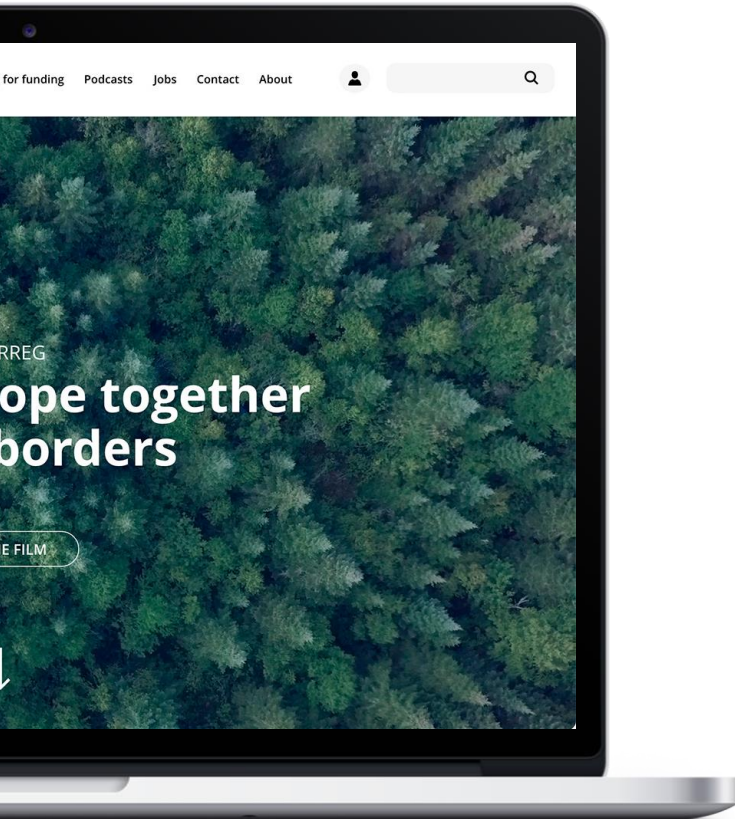 for funding Podcasts Jobs Contact About
RREG
ope together
borders
E FILM